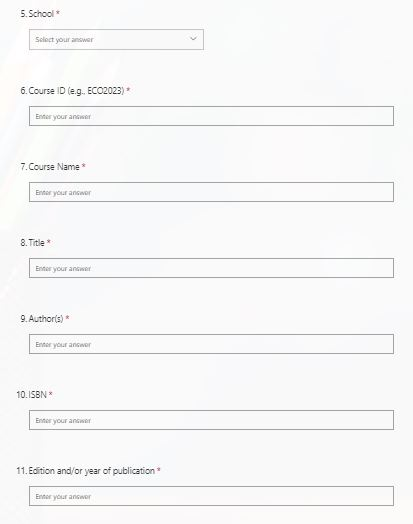 5. School *
Select your answer
6. Course ID (e.g., ECO2023) *
Enter your answer
7. Course Name *
Enter your answer
8. Title *
Enter your answer
9. Author(s) *
Enter your answer
10. ISBN *
Enter your answer
11. Edition and/or year of publication *
Enter your answer